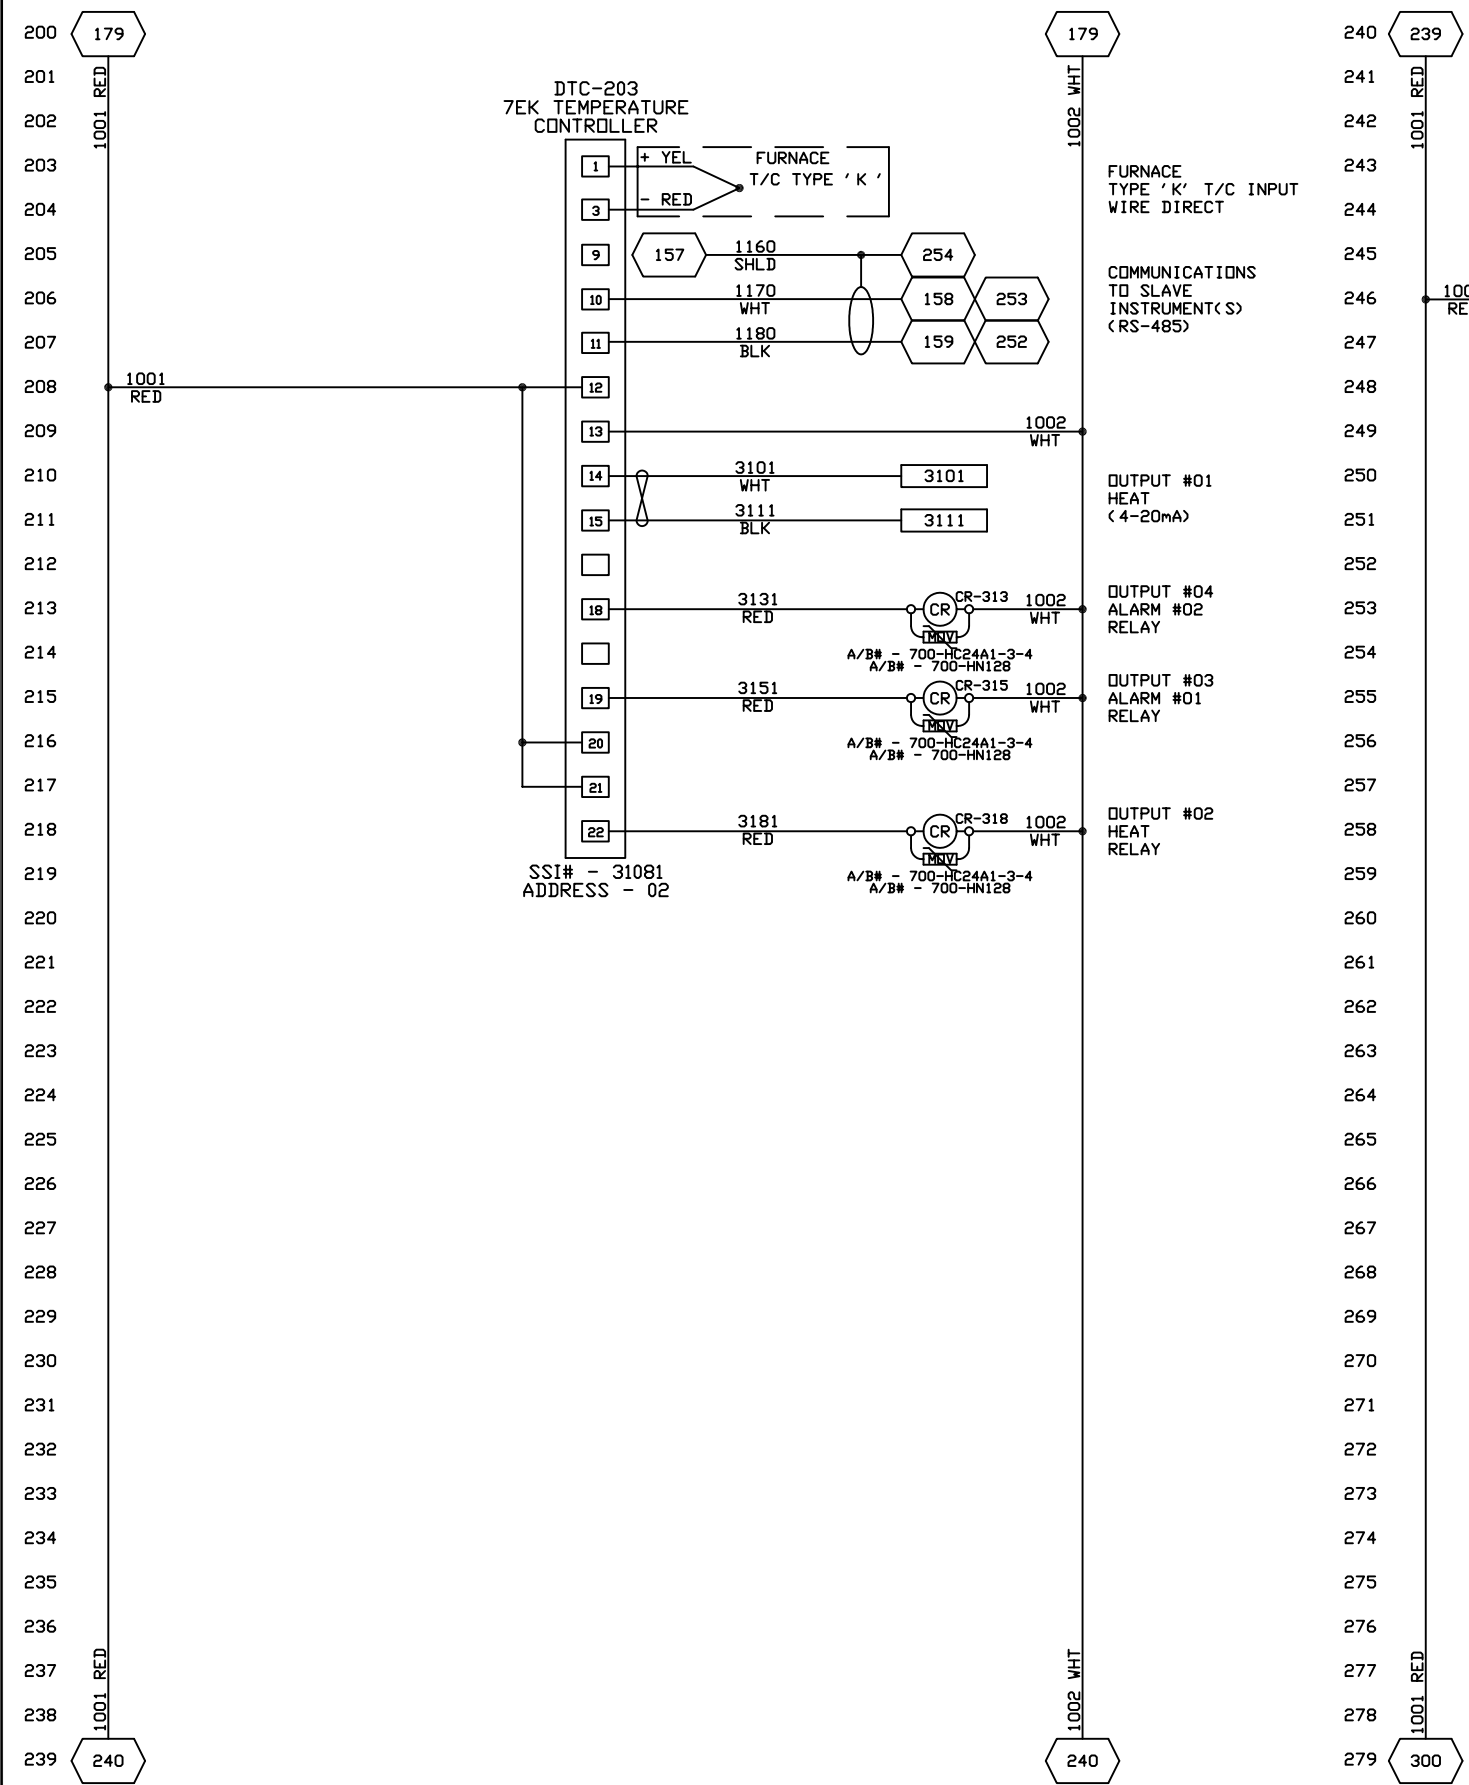 200 179 179 240 239
201 1001 RED 1002 WHT 241 1001 RED
DTC-203
7EK TEMPERATURE
CONTROLLER
202 242
203 1 + YEL FURNACE 243
T/C TYPE 'K'
204 3 - RED 244
FURNACE
TYPE 'K' T/C INPUT
WIRE DIRECT
205 9 157 1160 254 245
SHLD
206 10 1170 158 253 246
WHT
207 11 1180 159 252 247
BLK
COMMUNICATIONS
TO SLAVE
INSTRUMENT(S)
(RS-485)
208 1001 12 248
RED
209 13 1002 249
WHT
210 14 3101 3101 250
WHT
211 15 3111 3111 251
BLK
OUTPUT #01
HEAT
(4-20mA)
212 252
213 18 3131 CR CR-313 1002 253
RED MOV WHT
A/B# - 700-HC24A1-3-4
A/B# - 700-HN128
OUTPUT #04
ALARM #02
RELAY
214 254
215 19 3151 CR CR-315 1002 255
RED MOV WHT
A/B# - 700-HC24A1-3-4
A/B# - 700-HN128
OUTPUT #03
ALARM #01
RELAY
216 20 256
217 21 257
218 22 3181 CR CR-318 1002 258
RED MOV WHT
A/B# - 700-HC24A1-3-4
A/B# - 700-HN128
OUTPUT #02
HEAT
RELAY
219 259
SSI# - 31081
ADDRESS - 02
220 260
221 261
222 262
223 263
224 264
225 265
226 266
227 267
228 268
229 269
230 270
231 271
232 272
233 273
234 274
235 275
236 276
237 277
238 1001 RED 1002 WHT 278 1001 RED
239 240 240 279 300